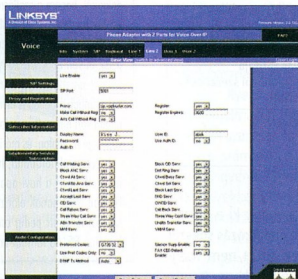 LINKSYS
A Division of Cisco Systems, Inc.
Phone Adapter with 2 Ports for Voice Over IP
Voice
Info System SIP Regional Line 1 Line 2 User 1 User 2
Line Enable: yes
SIP Settings
SIP Port: 5061
Proxy and Registration
Proxy: Register: yes
Make Call Without Reg: no Register Expires: 3600
Ans Call Without Reg: no
Subscriber Information
Display Name: User ID:
Password: Use Auth ID: no
Auth ID:
Supplementary Service Subscription
Call Waiting Serv: yes Block CID Serv: yes
Block ANC Serv: yes Dist Ring Serv: yes
Cfwd All Serv: yes Cfwd Busy Serv: yes
Cfwd No Ans Serv: yes Cfwd Sel Serv: yes
Cfwd Last Serv: yes Block Last Serv: yes
Accept Last Serv: yes DND Serv: yes
CID Serv: yes CWCID Serv: yes
Call Return Serv: yes Call Back Serv: yes
Three Way Call Serv: yes Three Way Conf Serv: yes
Attn Transfer Serv: yes Unattn Transfer Serv: yes
MWI Serv: yes VMWI Serv: yes
Audio Configuration
Preferred Codec: Silence Supp Enable: no
Use Pref Codec Only: no FAX CED Detect Enable: yes
DTMF Tx Method: Auto